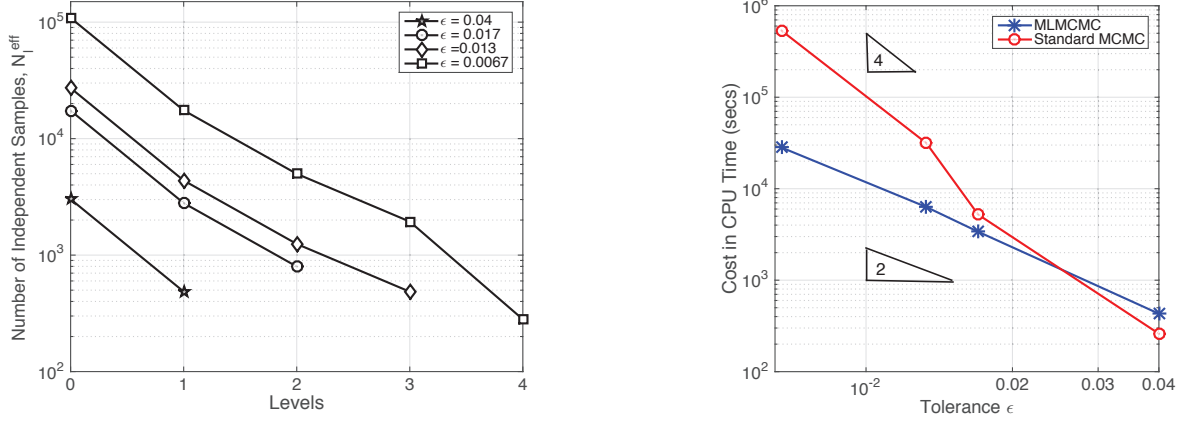 Number of Independent Samples, N_l^eff
10^5
10^4
10^3
10^2
0 1 2 3 4
Levels
ϵ = 0.04
ϵ = 0.017
ϵ =0.013
ϵ = 0.0067
Cost in CPU Time (secs)
10^6
10^5
10^4
10^3
10^2
10^-2 0.02 0.03 0.04
Tolerance ϵ
MLMCMC
Standard MCMC
4
2